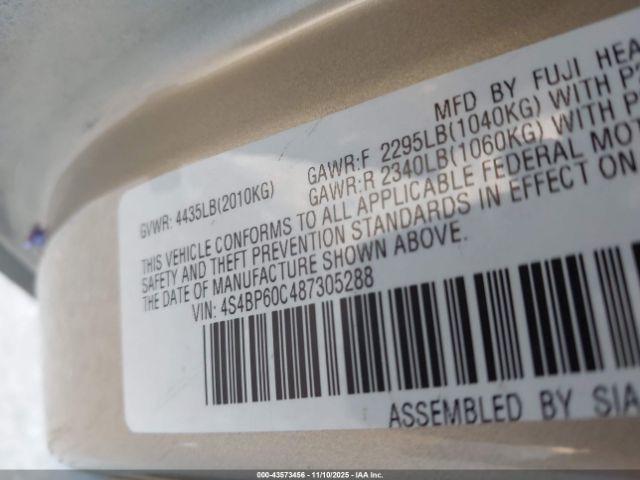 MFD BY FUJI HEA
GVWR: 4435LB(2010KG) GAWR:F 2295LB(1040KG) WITH P
GAWR:R 2340LB(1060KG) WITH P
THIS VEHICLE CONFORMS TO ALL APPLICABLE FEDERAL MOT
SAFETY AND THEFT PREVENTION STANDARDS IN EFFECT ON
THE DATE OF MANUFACTURE SHOWN ABOVE.
VIN: 4S4BP60C487305288
ASSEMBLED BY SIA
000-43573456 - 11/10/2025 - IAA Inc.